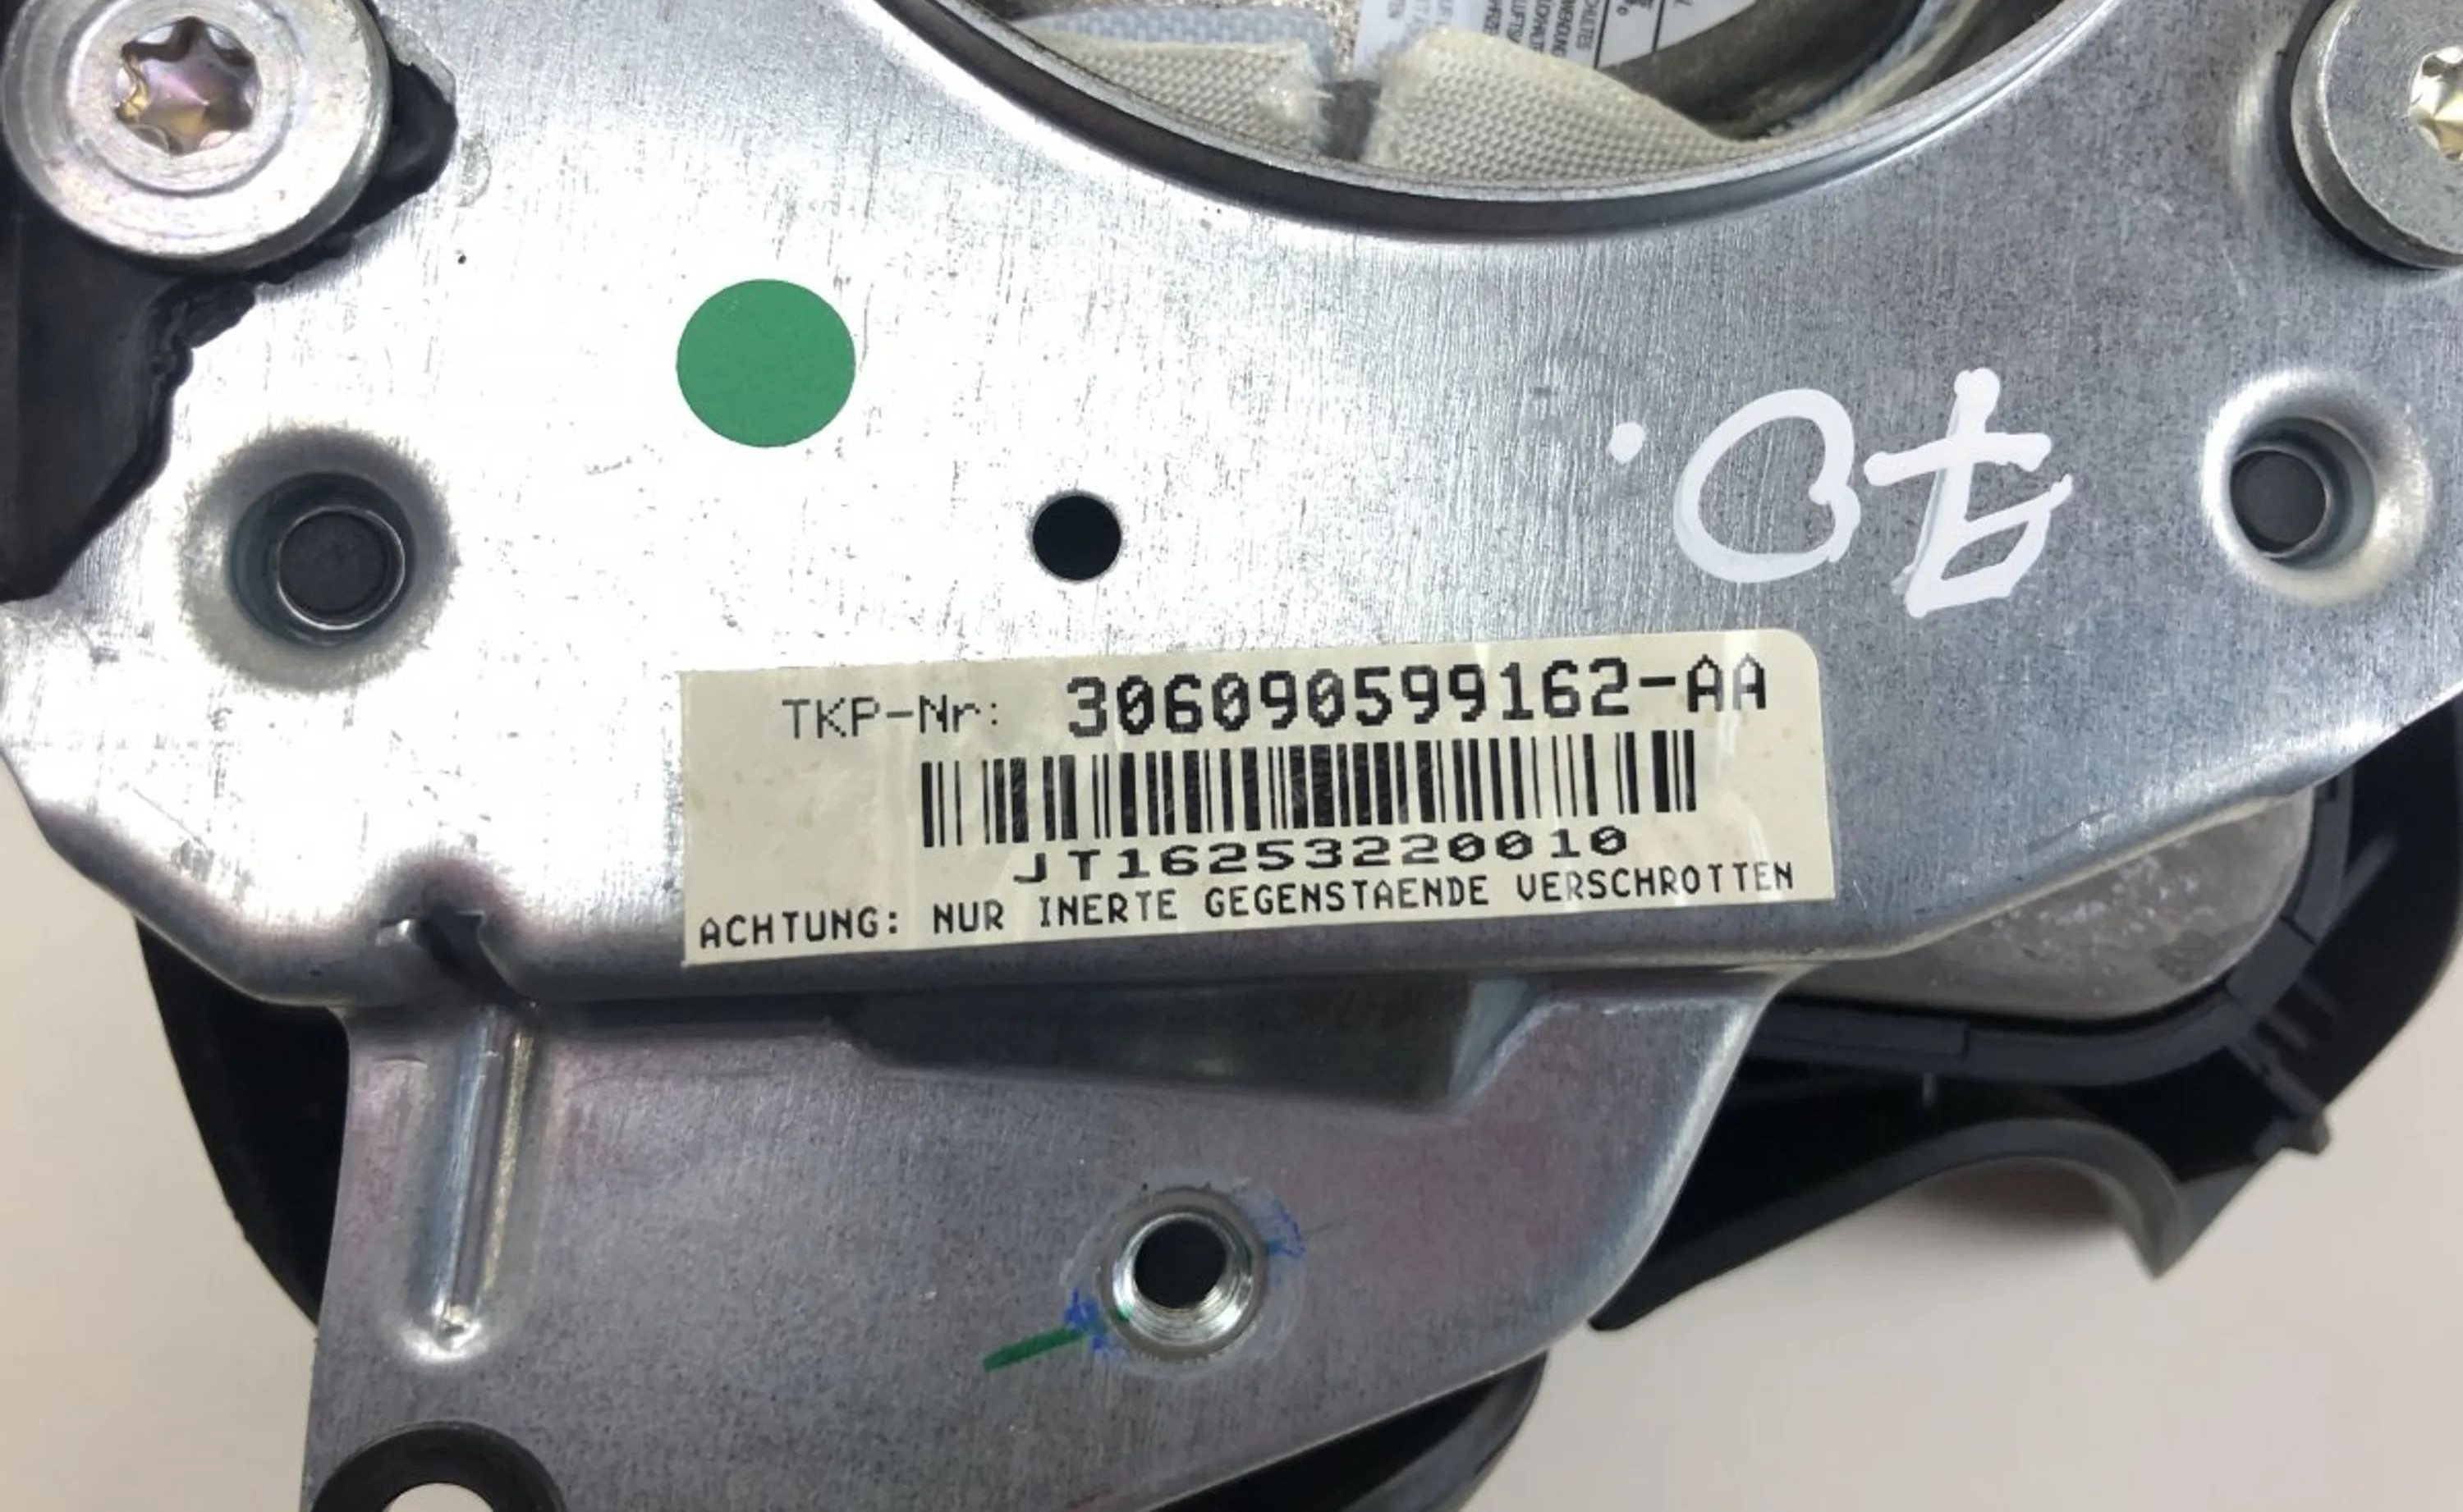 TKP-Nr: 306090599162-AA
JT16253220010
ACHTUNG: NUR INERTE GEGENSTAENDE VERSCHROTTEN